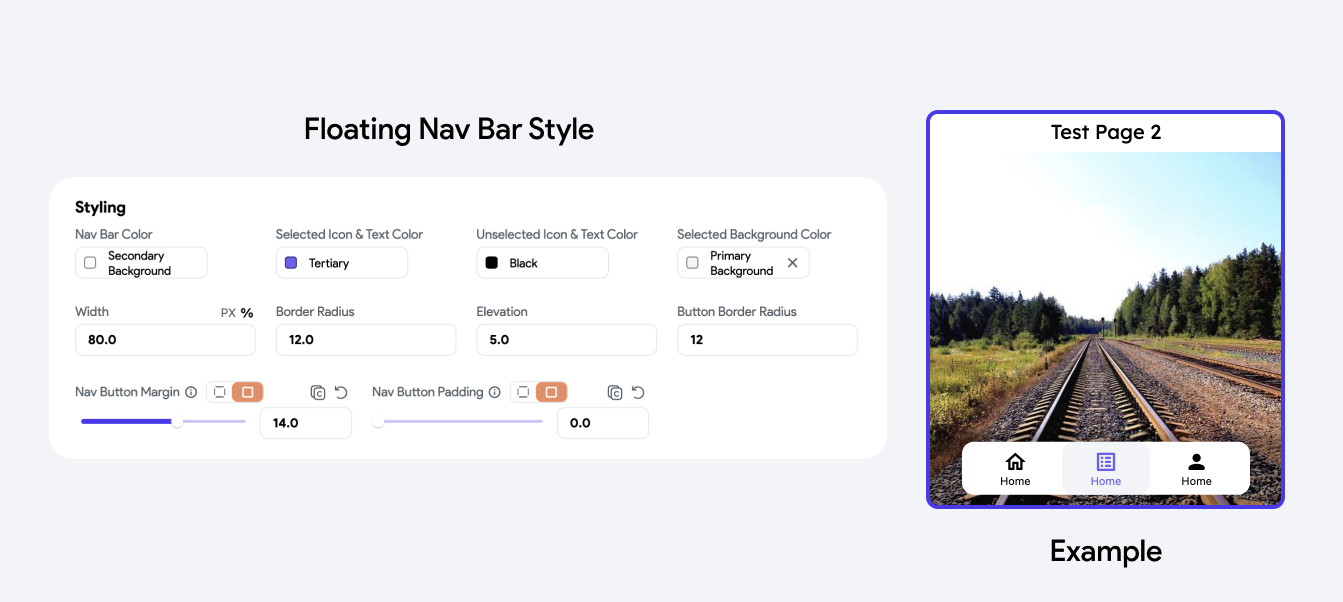 Floating Nav Bar Style
Styling
Nav Bar Color
Secondary
Background
Selected Icon & Text Color
Tertiary
Unselected Icon & Text Color
Black
Selected Background Color
Primary
Background
Width
PX %
80.0
Border Radius
12.0
Elevation
5.0
Button Border Radius
12
Nav Button Margin
14.0
Nav Button Padding
0.0
Test Page 2
Home
Home
Home
Example